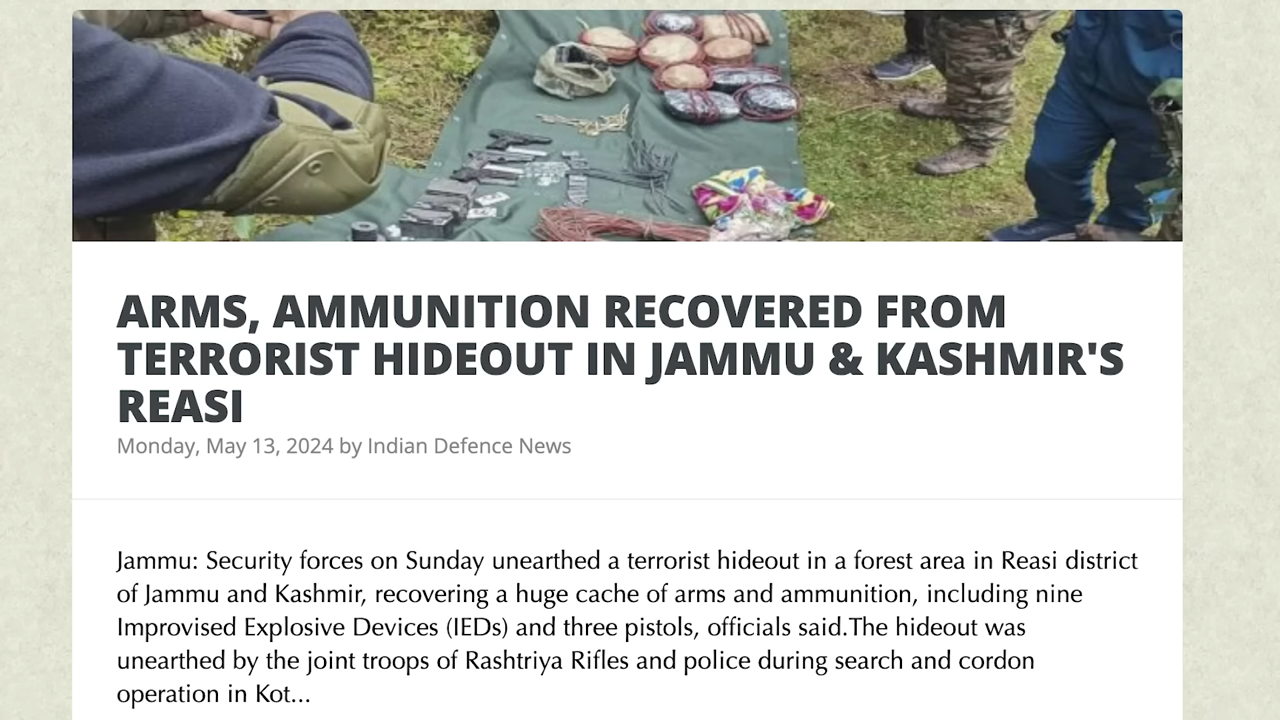 ARMS, AMMUNITION RECOVERED FROM
TERRORIST HIDEOUT IN JAMMU & KASHMIR'S
REASI
Monday, May 13, 2024 by Indian Defence News
Jammu: Security forces on Sunday unearthed a terrorist hideout in a forest area in Reasi district
of Jammu and Kashmir, recovering a huge cache of arms and ammunition, including nine
Improvised Explosive Devices (IEDs) and three pistols, officials said.The hideout was
unearthed by the joint troops of Rashtriya Rifles and police during search and cordon
operation in Kot...